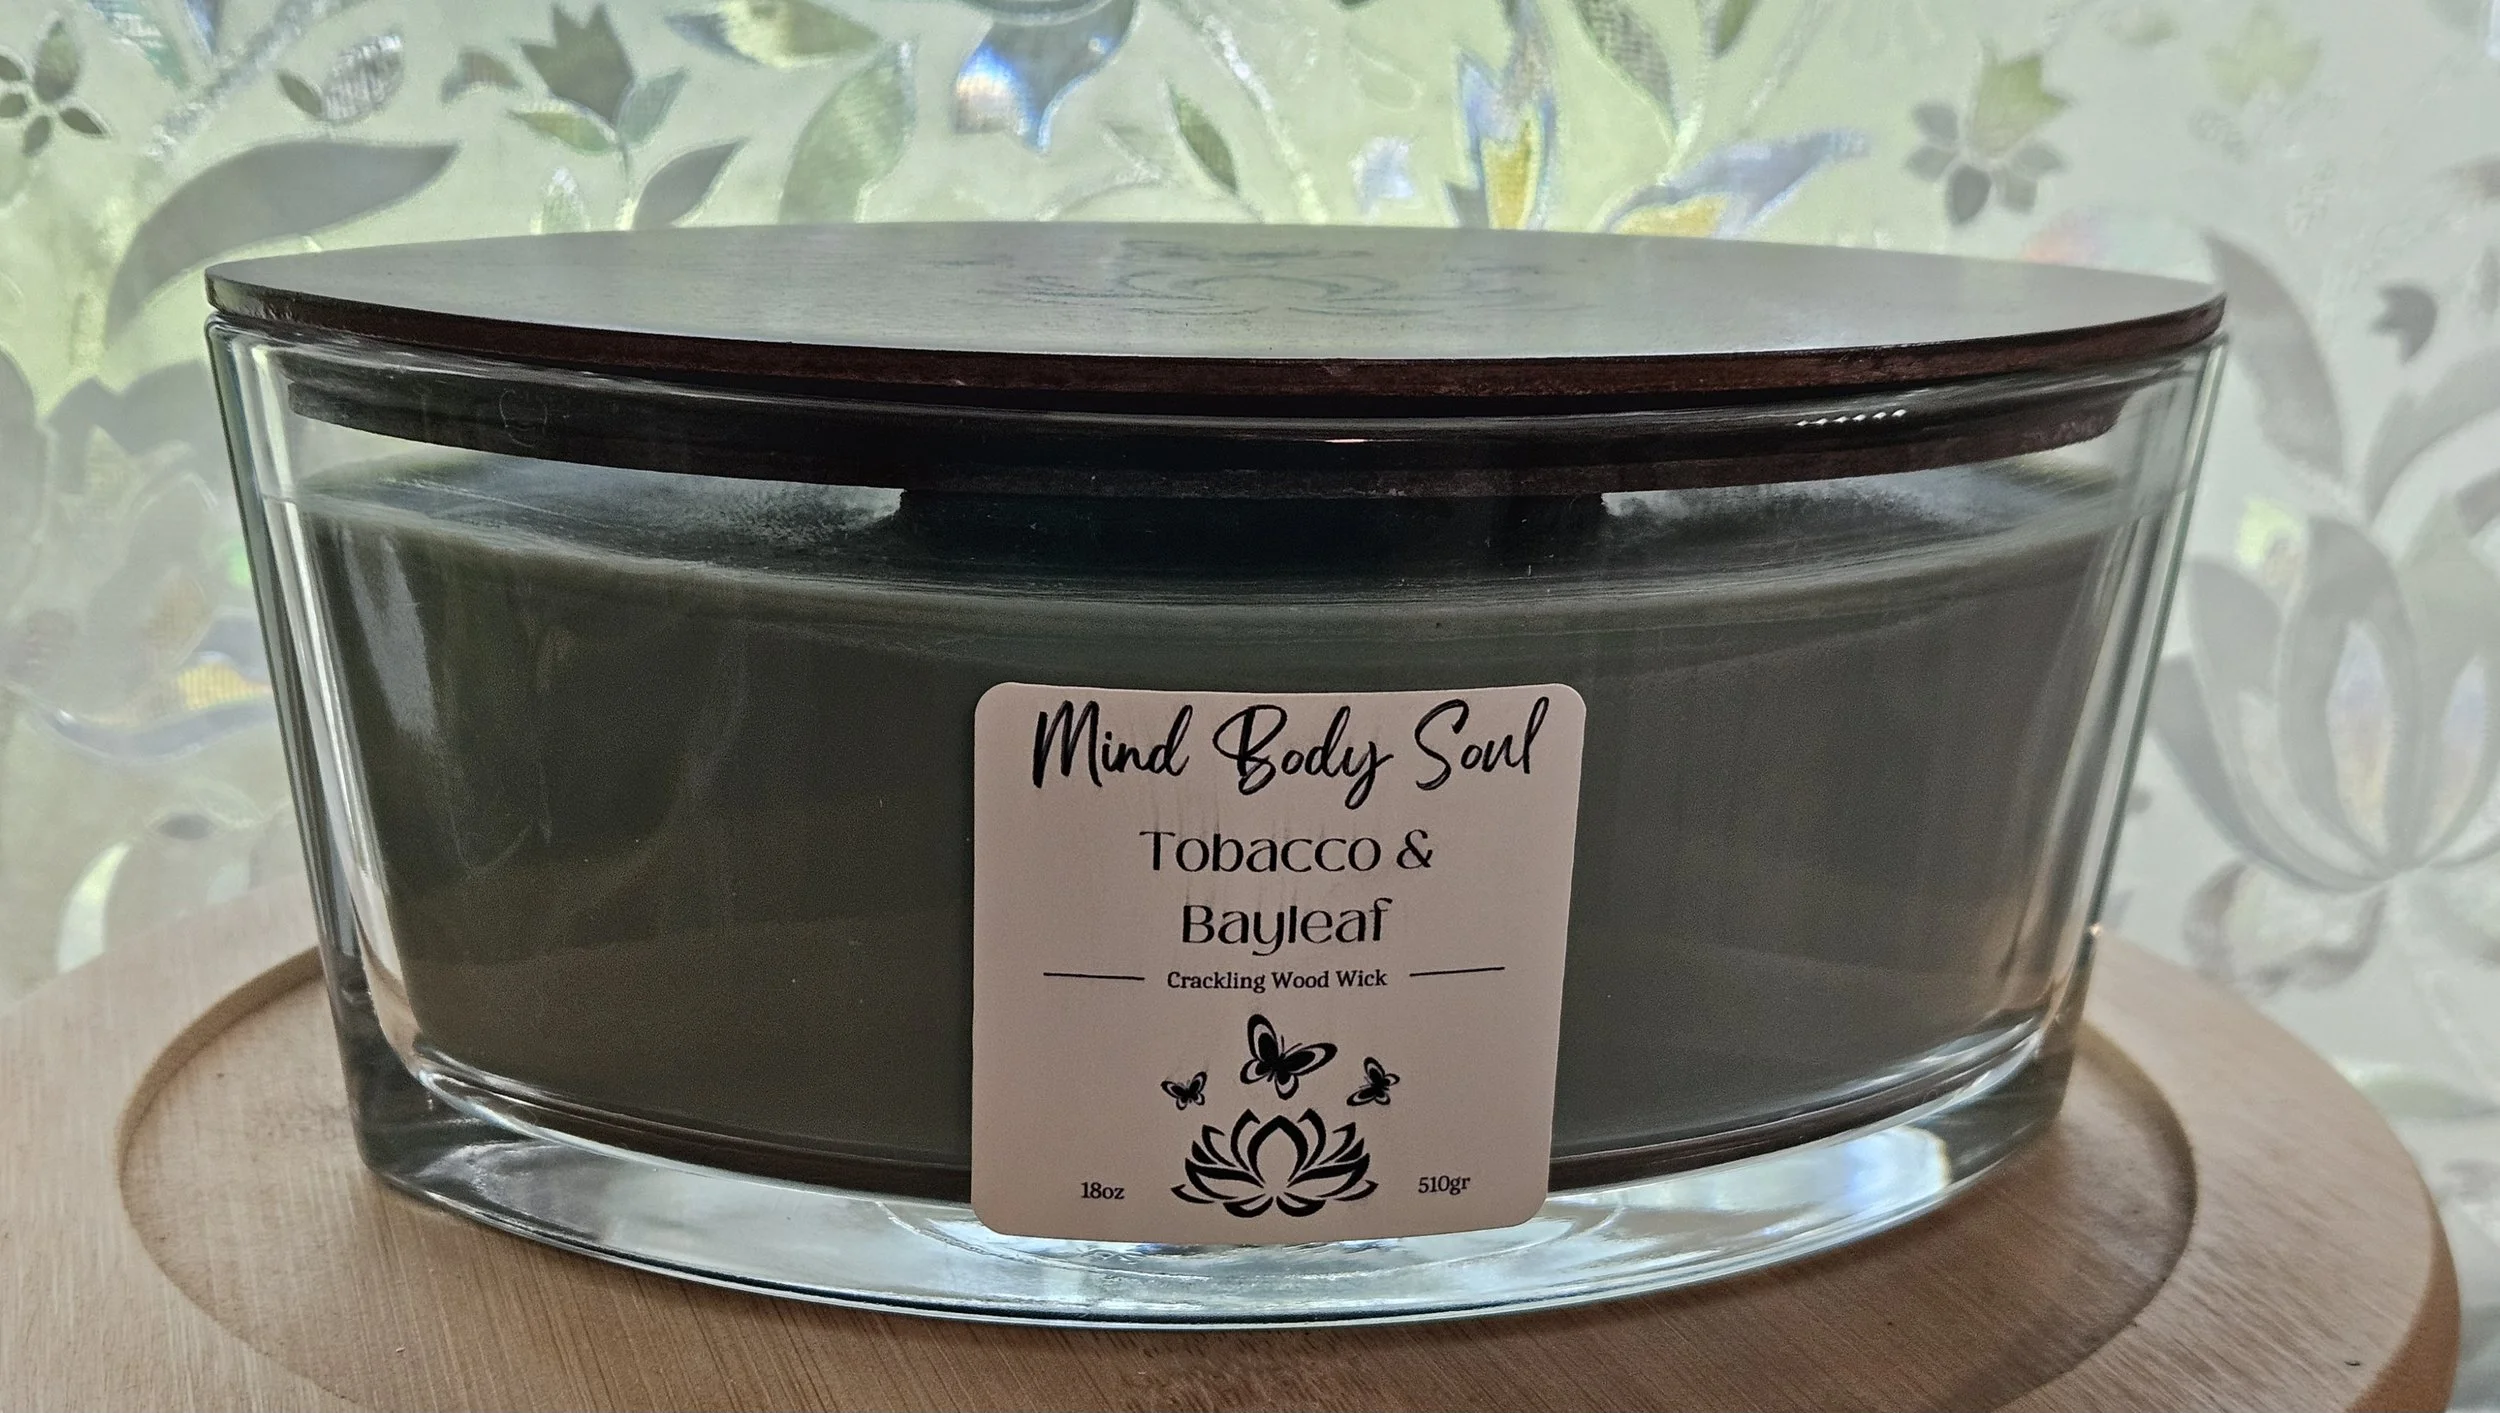 Mind Body Soul
Tobacco &
Bayleaf
Crackling Wood Wick
18oz
510gr